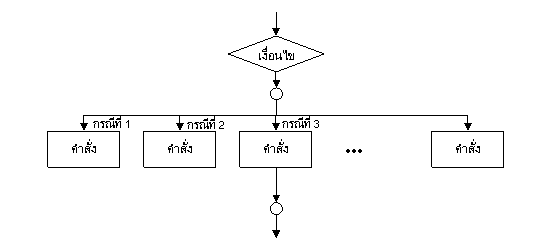 เงื่อนไข
กรณีที่ 1
กรณีที่ 2
กรณีที่ 3
คำสั่ง
คำสั่ง
คำสั่ง
...
คำสั่ง